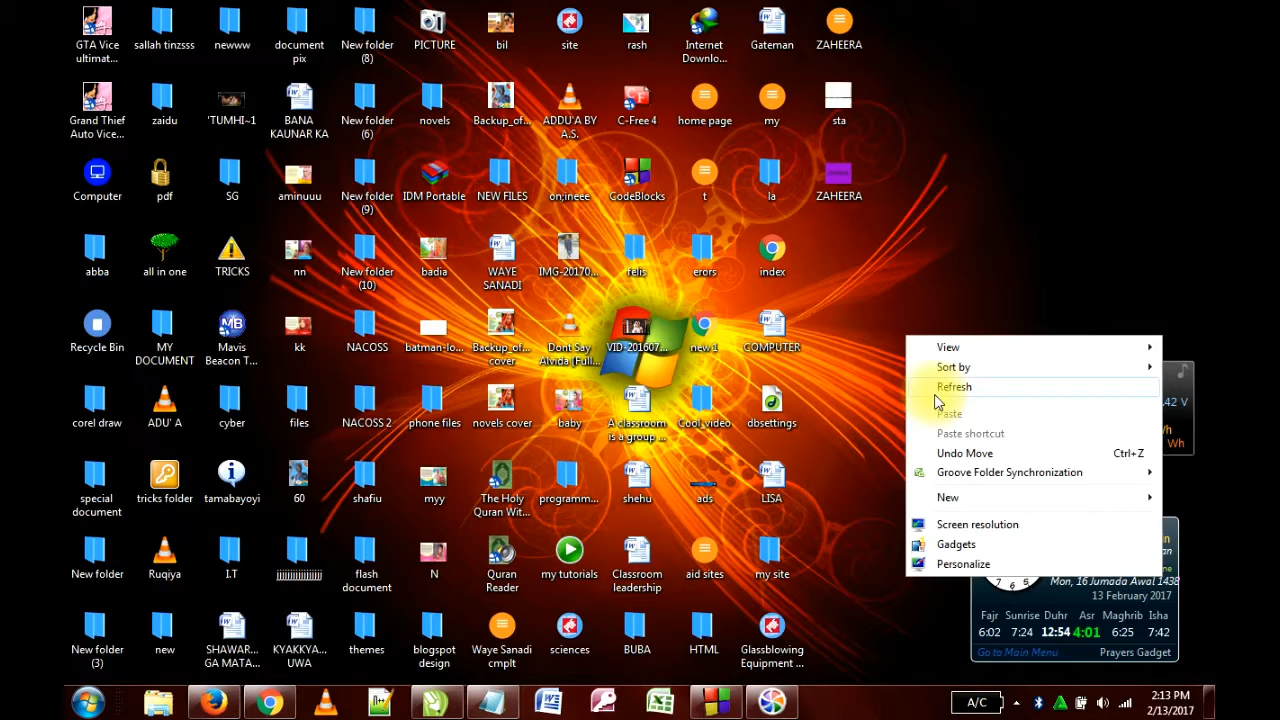 GTA Vice
ultimat...
sallah tinzsss
newww
document
pix
New folder
(8)
PICTURE
bil
site
rash
Internet
Downlo...
Gateman
ZAHEERA
Grand Thief
Auto Vice...
zaidu
'TUMHI~1
BANA
KAUNAR KA
New folder
(6)
novels
Backup_of...
ADDU'A BY
A.S.
C-Free 4
home page
my
sta
Computer
pdf
SG
aminuuu
New folder
(9)
IDM Portable
NEW FILES
on;ineee
CodeBlocks
t
la
ZAHEERA
abba
all in one
TRICKS
nn
New folder
(10)
badia
WAYE
SANADI
IMG-20170...
felis
erors
index
Recycle Bin
MY
DOCUMENT
Mavis
Beacon T...
kk
NACOSS
batman-lo...
Backup_of...
cover
Dont Say
Alvida [Full...
VID-201607...
new 1
COMPUTER
corel draw
ADU' A
cyber
files
NACOSS 2
phone files
novels cover
baby
A classroom
is a group ...
Cool_video
dbsettings
special
document
tricks folder
tamabayoyi
60
shafiu
myy
The Holy
Quran Wit...
programm...
shehu
ads
LISA
New folder
Ruqiya
I.T
jjjjjjjjjjjjjjj
flash
document
N
Quran
Reader
my tutorials
Classroom
leadership
aid sites
my site
New folder
(3)
new
SHAWAR...
GA MATA...
KYAKKYA...
UWA
themes
blogspot
design
Waye Sanadi
cmplt
sciences
BUBA
HTML
Glassblowing
Equipment ...
View
Sort by
Refresh
Paste
Paste shortcut
Undo Move Ctrl+Z
Groove Folder Synchronization
New
Screen resolution
Gadgets
Personalize
.42 V
Wh
Mon, 16 Jumada Awal 1438
13 February 2017
Fajr Sunrise Duhr Asr Maghrib Isha
6:02 7:24 12:54 4:01 6:25 7:42
Go to Main Menu Prayers Gadget
A/C
2:13 PM
2/13/2017